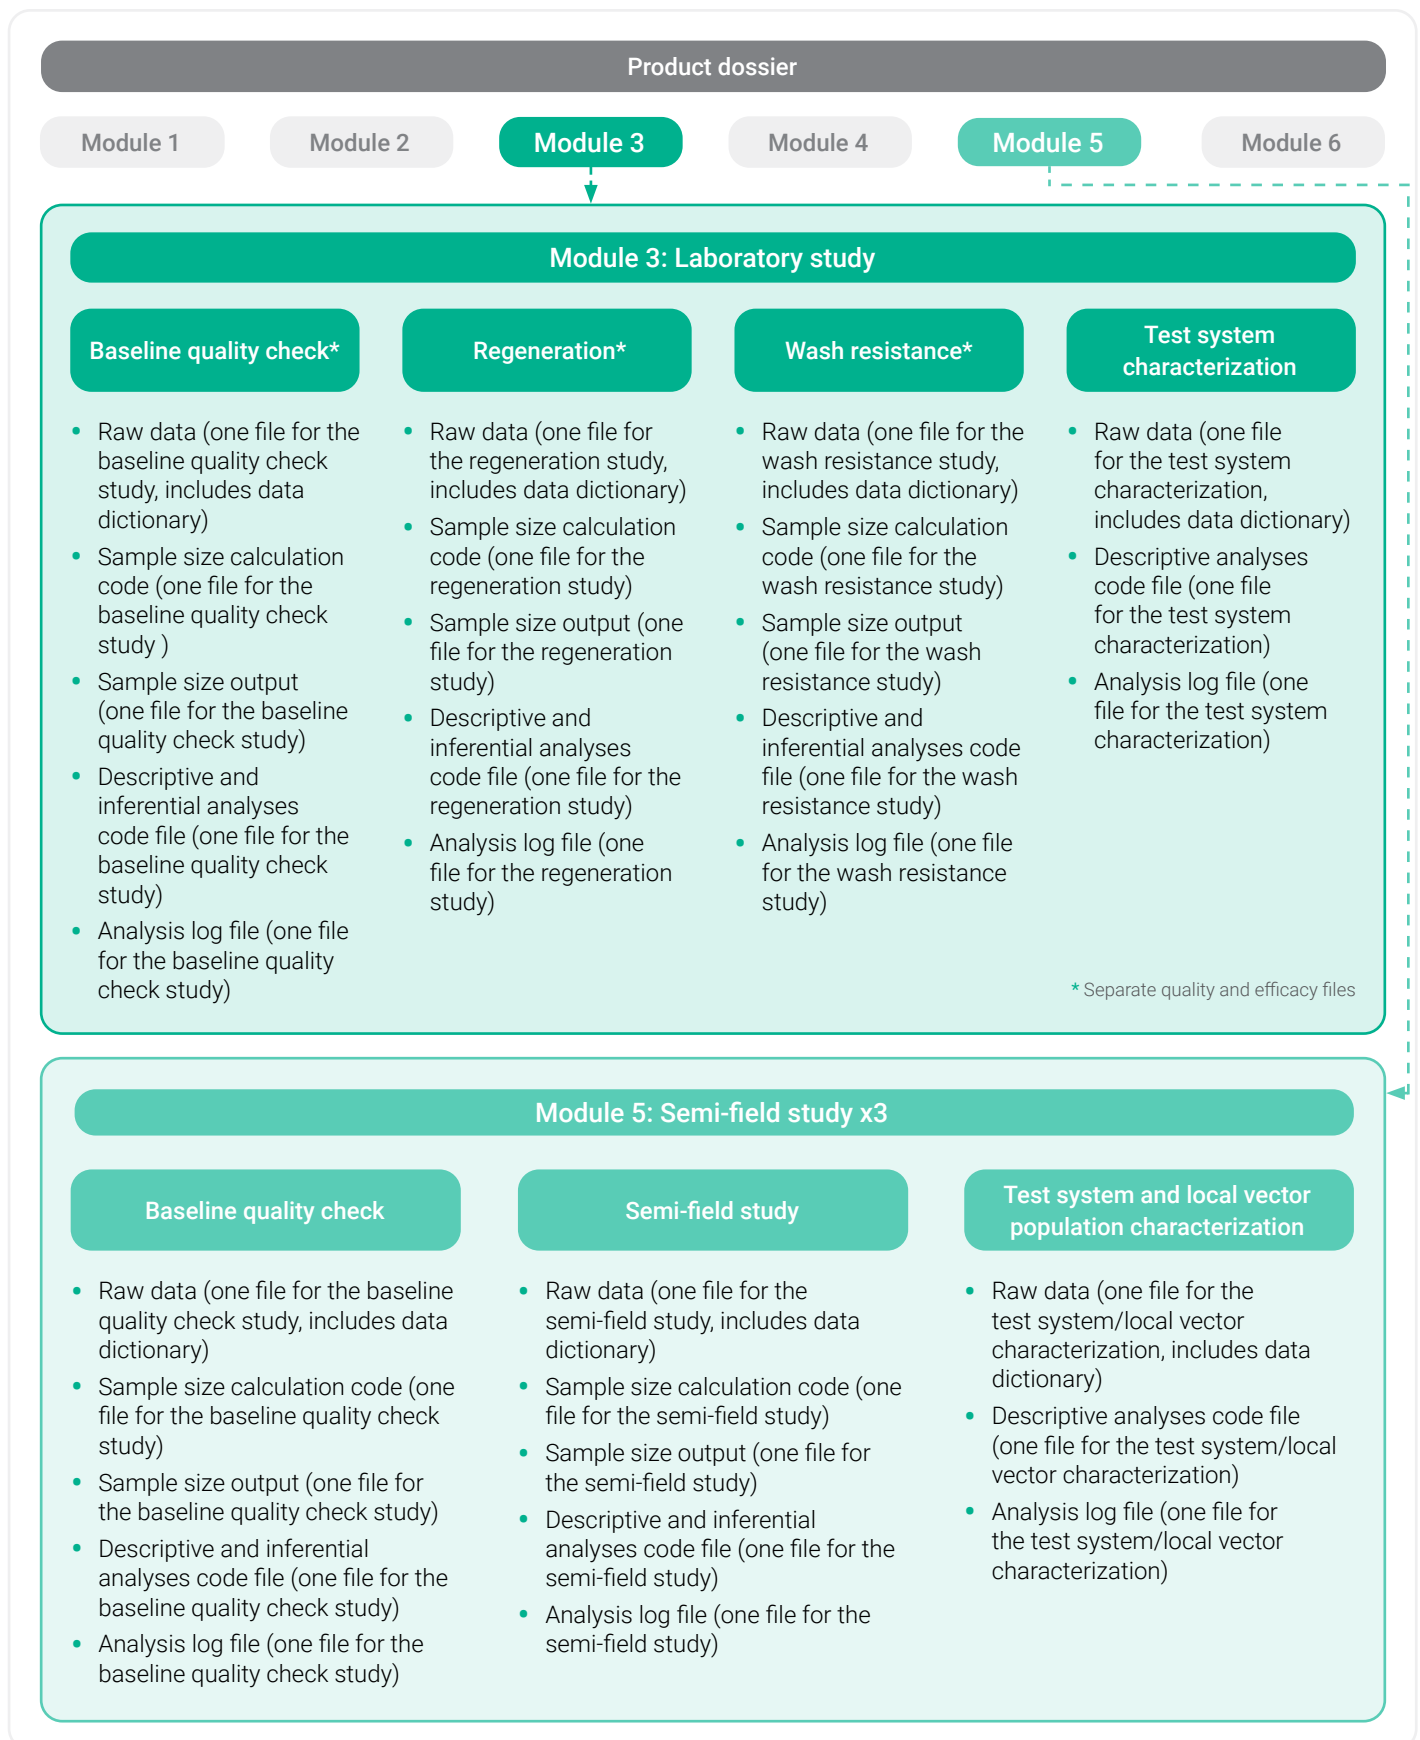 Product dossier
Module 1
Module 2
Module 3
Module 4
Module 5
Module 6
Module 3: Laboratory study
Baseline quality check*
• Raw data (one file for the
baseline quality check
study, includes data
dictionary)
• Sample size calculation
code (one file for the
baseline quality check
study )
• Sample size output
(one file for the baseline
quality check study)
• Descriptive and
inferential analyses
code file (one file for the
baseline quality check
study)
• Analysis log file (one file
for the baseline quality
check study)
Regeneration*
• Raw data (one file for
the regeneration study,
includes data dictionary)
• Sample size calculation
code (one file for the
regeneration study)
• Sample size output (one
file for the regeneration
study)
• Descriptive and
inferential analyses
code file (one file for the
regeneration study)
• Analysis log file (one
file for the regeneration
study)
Wash resistance*
• Raw data (one file for the
wash resistance study,
includes data dictionary)
• Sample size calculation
code (one file for the
wash resistance study)
• Sample size output
(one file for the wash
resistance study)
• Descriptive and
inferential analyses code
file (one file for the wash
resistance study)
• Analysis log file (one file
for the wash resistance
study)
Test system
characterization
• Raw data (one file
for the test system
characterization,
includes data dictionary)
• Descriptive analyses
code file (one file
for the test system
characterization)
• Analysis log file (one
file for the test system
characterization)
* Separate quality and efficacy files
Module 5: Semi-field study x3
Baseline quality check
• Raw data (one file for the baseline
quality check study, includes data
dictionary)
• Sample size calculation code (one
file for the baseline quality check
study)
• Sample size output (one file for
the baseline quality check study)
• Descriptive and inferential
analyses code file (one file for the
baseline quality check study)
• Analysis log file (one file for the
baseline quality check study)
Semi-field study
• Raw data (one file for the
semi-field study, includes data
dictionary)
• Sample size calculation code (one
file for the semi-field study)
• Sample size output (one file for
the semi-field study)
• Descriptive and inferential
analyses code file (one file for the
semi-field study)
• Analysis log file (one file for the
semi-field study)
Test system and local vector
population characterization
• Raw data (one file for the
test system/local vector
characterization, includes data
dictionary)
• Descriptive analyses code file
(one file for the test system/local
vector characterization)
• Analysis log file (one file for
the test system/local vector
characterization)